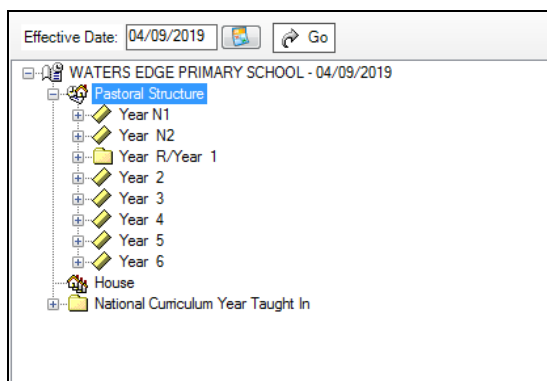 Effective Date: 04/09/2019 Go
WATERS EDGE PRIMARY SCHOOL - 04/09/2019
Pastoral Structure
Year N1
Year N2
Year R/Year 1
Year 2
Year 3
Year 4
Year 5
Year 6
House
National Curriculum Year Taught In